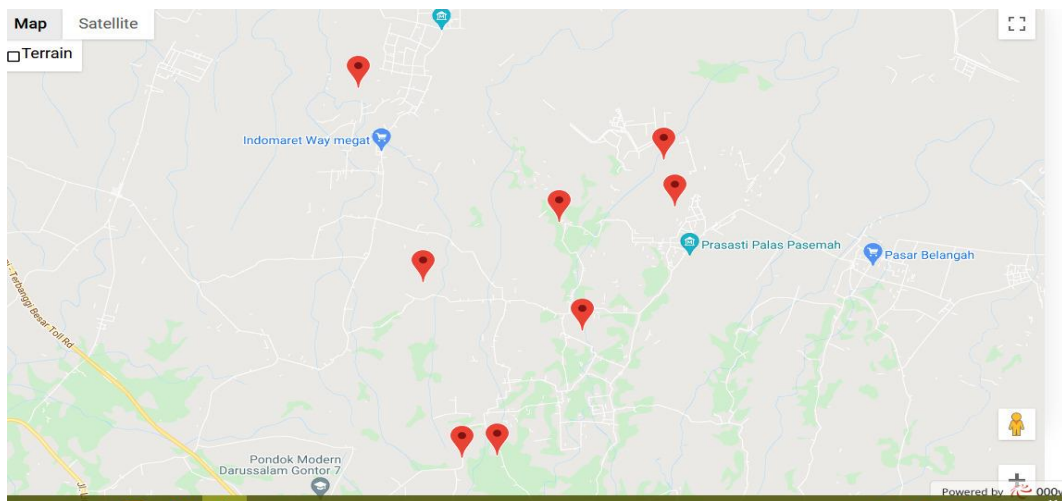 Map Satellite
Terrain
Indomaret Way megat
Prasasti Palas Pasemah
Pasar Belangah
Terbanggi Besar Toll Rd
Pondok Modern
Darussalam Gontor 7
Powered by 000